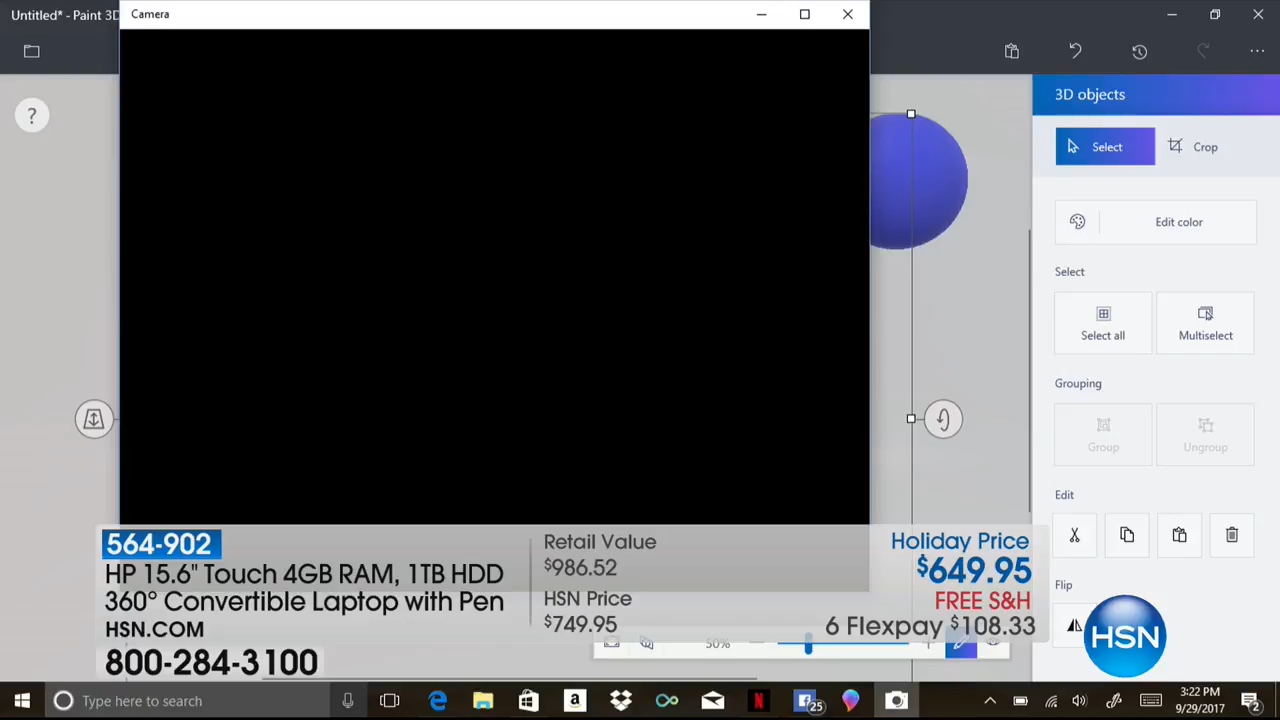 Untitled* - Paint 3D
Camera
3D objects
?
Select
Crop
Edit color
Select
Select all
Multiselect
Grouping
Group
Ungroup
Edit
Flip
564-902
HP 15.6" Touch 4GB RAM, 1TB HDD
360° Convertible Laptop with Pen
HSN.COM
800-284-3100
Retail Value
$986.52
HSN Price
$749.95
Holiday Price
$649.95
FREE S&H
6 Flexpay $108.33
50%
HSN
Type here to search
a
25
3:22 PM
9/29/2017
2